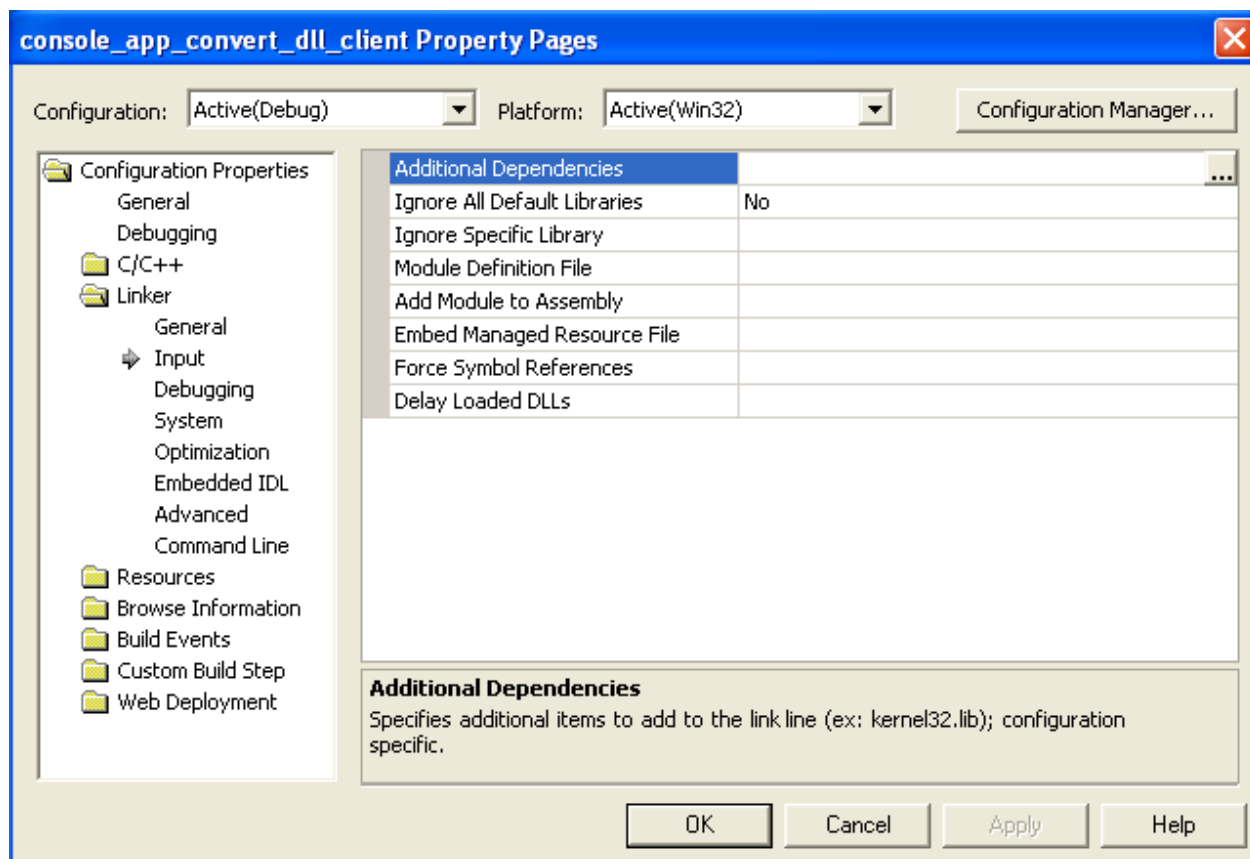 console_app_convert_dll_client Property Pages
Configuration: Active(Debug) Platform: Active(Win32) Configuration Manager...
Configuration Properties
General
Debugging
C/C++
Linker
General
Input
Debugging
System
Optimization
Embedded IDL
Advanced
Command Line
Resources
Browse Information
Build Events
Custom Build Step
Web Deployment
Additional Dependencies ...
Ignore All Default Libraries No
Ignore Specific Library
Module Definition File
Add Module to Assembly
Embed Managed Resource File
Force Symbol References
Delay Loaded DLLs
Additional Dependencies
Specifies additional items to add to the link line (ex: kernel32.lib); configuration
specific.
OK Cancel Apply Help